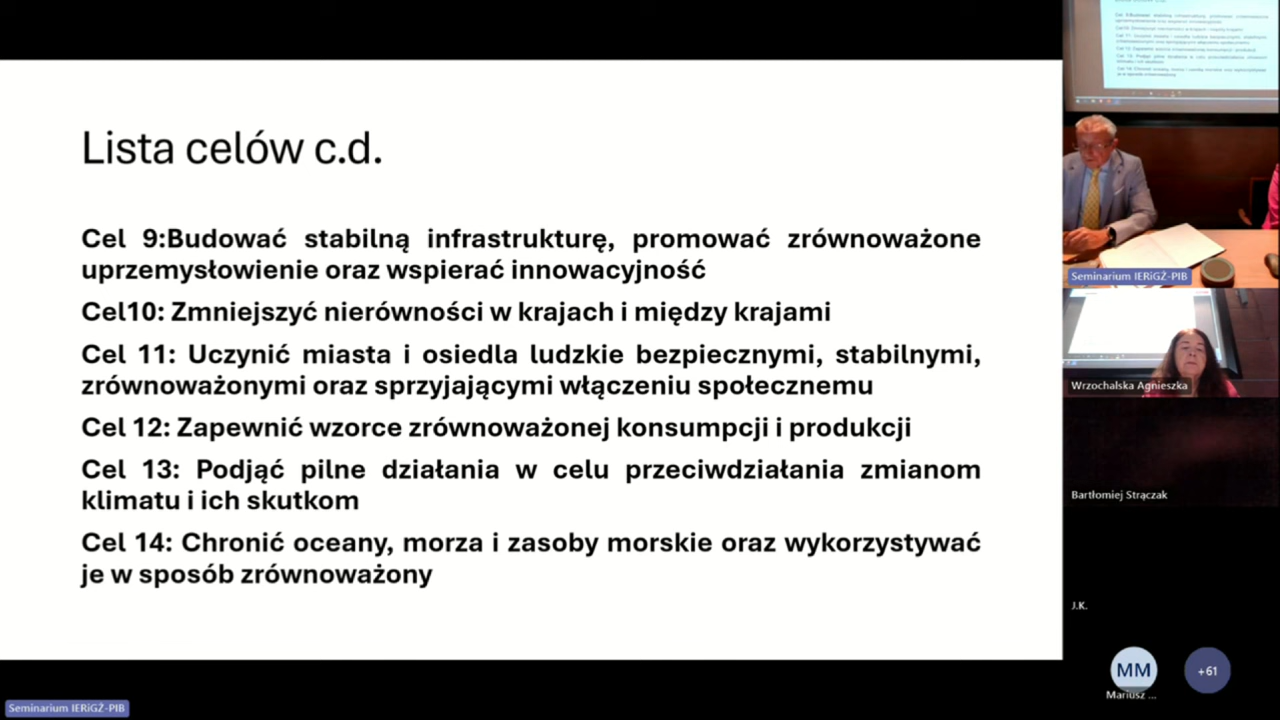 Lista celów c.d.
Cel 9:Budować stabilną infrastrukturę, promować zrównoważone
uprzemysłowienie oraz wspierać innowacyjność
Cel10: Zmniejszyć nierówności w krajach i między krajami
Cel 11: Uczynić miasta i osiedla ludzkie bezpiecznymi, stabilnymi,
zrównoważonymi oraz sprzyjającymi włączeniu społecznemu
Cel 12: Zapewnić wzorce zrównoważonej konsumpcji i produkcji
Cel 13: Podjąć pilne działania w celu przeciwdziałania zmianom
klimatu i ich skutkom
Cel 14: Chronić oceany, morza i zasoby morskie oraz wykorzystywać
je w sposób zrównoważony
Seminarium IERiGŻ-PIB
Seminarium IERiGŻ-PIB
Wrzochalska Agnieszka
Bartłomiej Strączak
J.K.
MM
+61
Mariusz ...